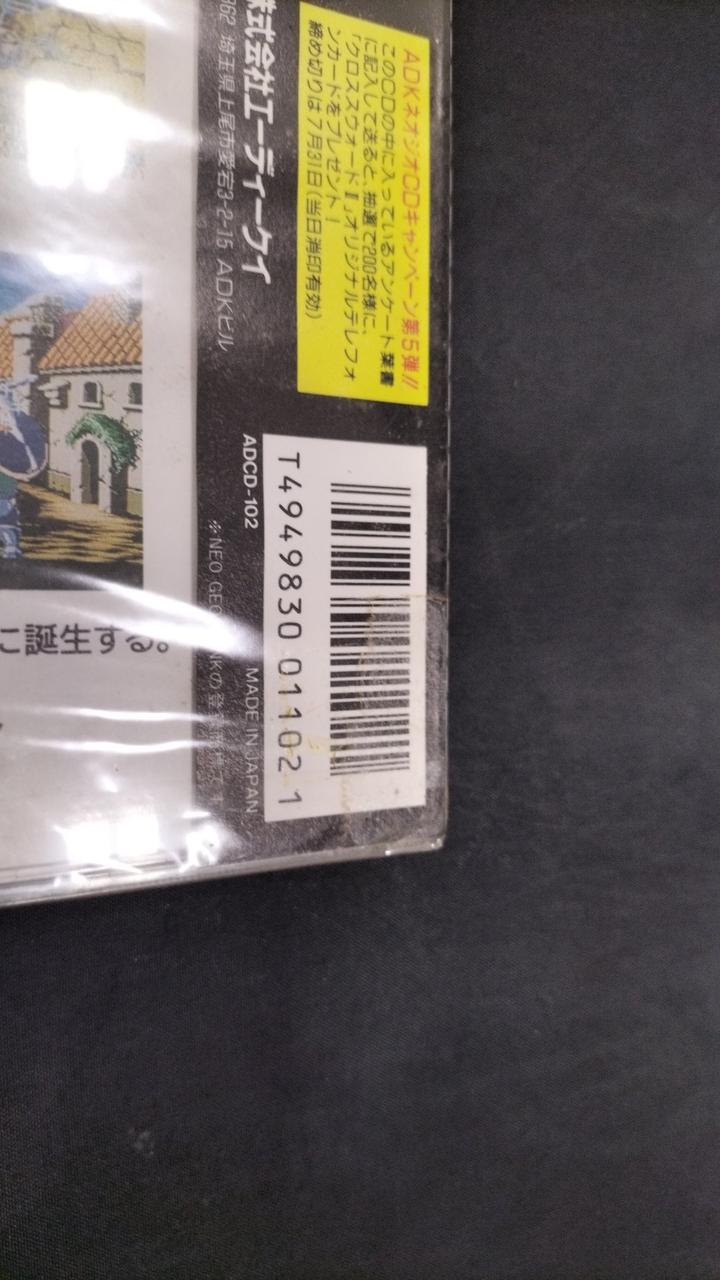 ADKネオジオCDキャンペーン第5弾!!
このCDの中に入っているアンケート葉書
に記入して送ると、抽選で200名様に、
「クロススウォードⅡ」オリジナルテレフォ
ンカードをプレゼント!
締め切りは7月31日(当日消印有効)
株式会社エーディーケイ
362 埼玉県上尾市愛宕3-2-15 ADKビル
ADCD-102
T4949830 011021
MADE IN JAPAN
※NEO GEO
の登
に誕生する。